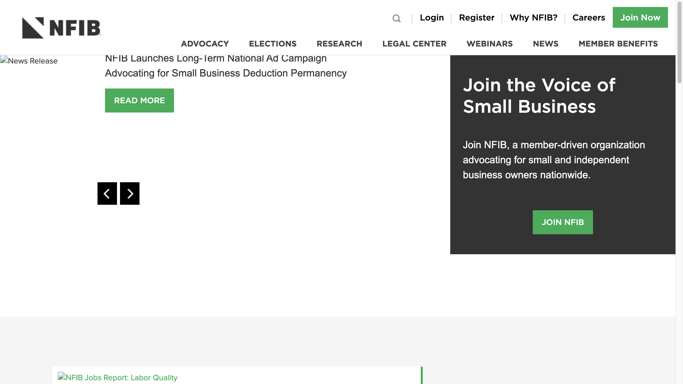 NFIB
Login
Register
Why NFIB?
Careers
Join Now
ADVOCACY
ELECTIONS
RESEARCH
LEGAL CENTER
WEBINARS
NEWS
MEMBER BENEFITS
News Release
NFIB Launches Long-Term National Ad Campaign
Advocating for Small Business Deduction Permanency
READ MORE
Join the Voice of
Small Business
Join NFIB, a member-driven organization
advocating for small and independent
business owners nationwide.
JOIN NFIB
NFIB Jobs Report: Labor Quality